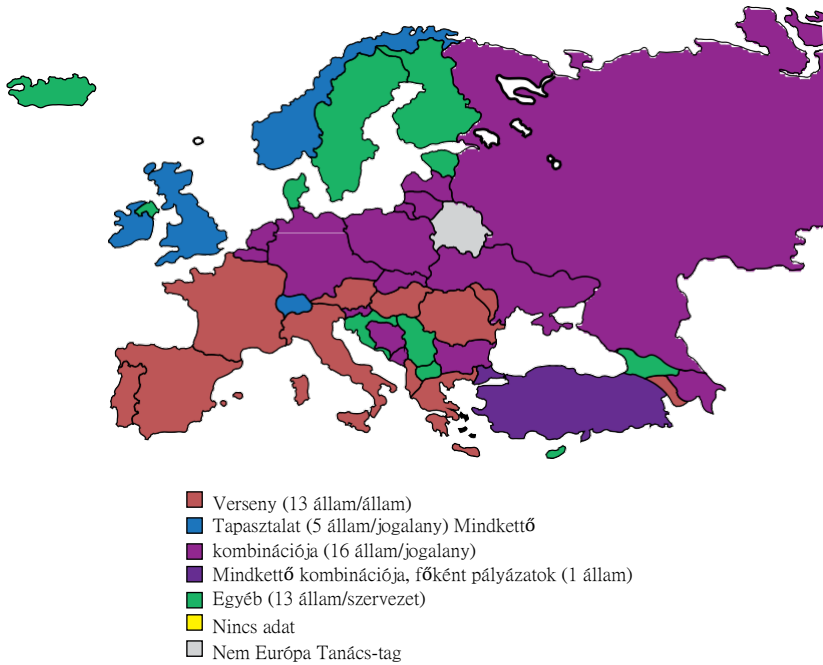 Verseny (13 állam/állam)
Tapasztalat (5 állam/jogalany) Mindkettő
kombinációja (16 állam/jogalany)
Mindkettő kombinációja, főként pályázatok (1 állam)
Egyéb (13 állam/szervezet)
Nincs adat
Nem Európa Tanács-tag